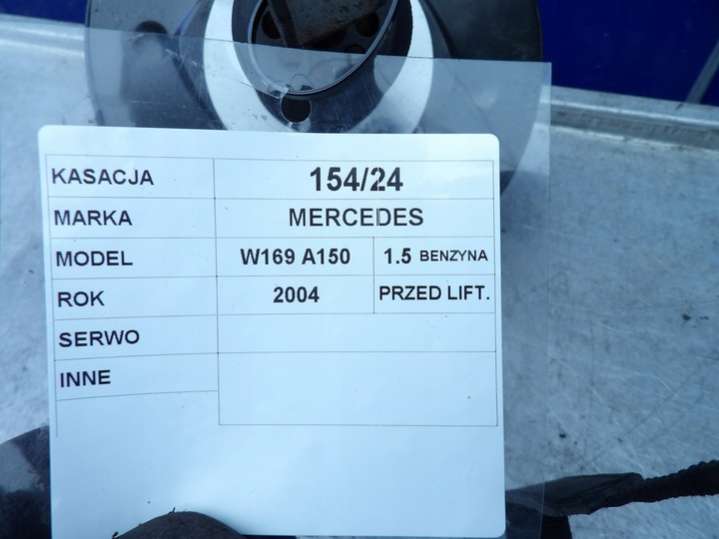 KASACJA 154/24
MARKA MERCEDES
MODEL W169 A150 1.5 BENZYNA
ROK 2004 PRZED LIFT.
SERWO
INNE